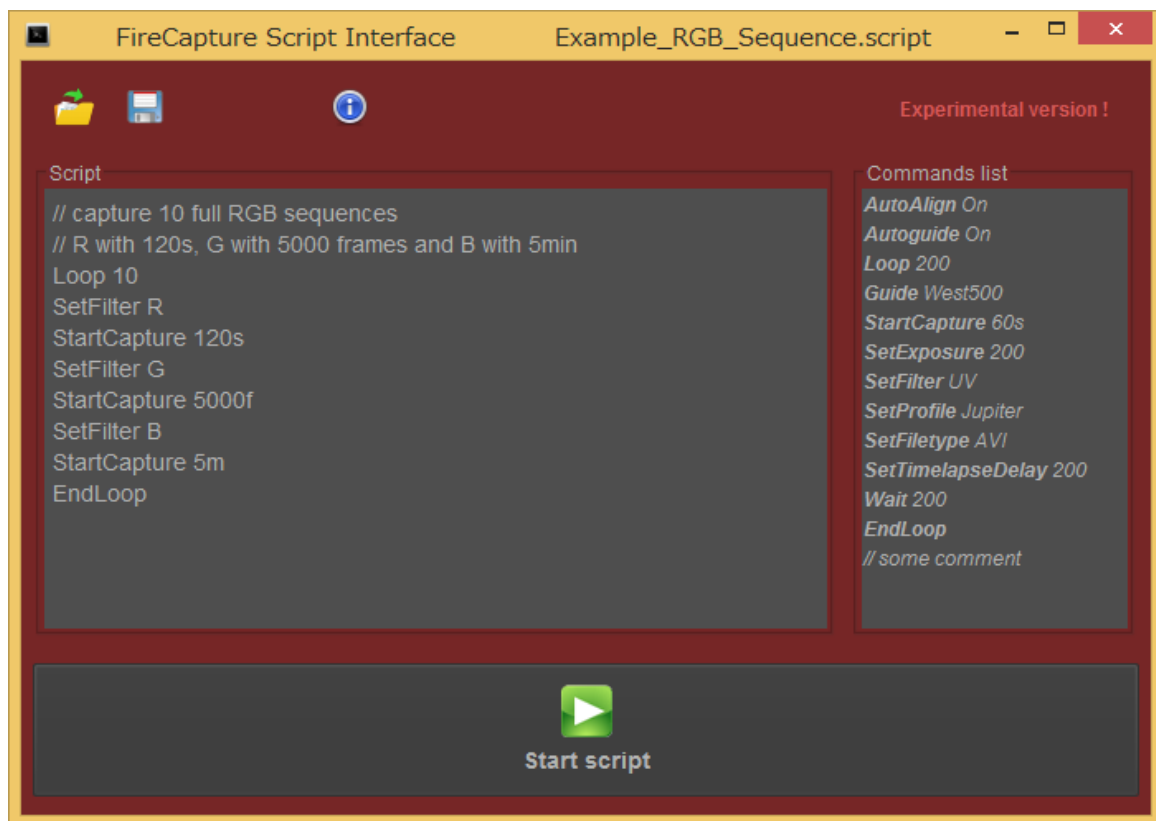 FireCapture Script Interface Example_RGB_Sequence.script
Experimental version !
Script
// capture 10 full RGB sequences
// R with 120s, G with 5000 frames and B with 5min
Loop 10
SetFilter R
StartCapture 120s
SetFilter G
StartCapture 5000f
SetFilter B
StartCapture 5m
EndLoop
Commands list
AutoAlign On
Autoguide On
Loop 200
Guide West500
StartCapture 60s
SetExposure 200
SetFilter UV
SetProfile Jupiter
SetFiletype AVI
SetTimelapseDelay 200
Wait 200
EndLoop
// some comment
Start script